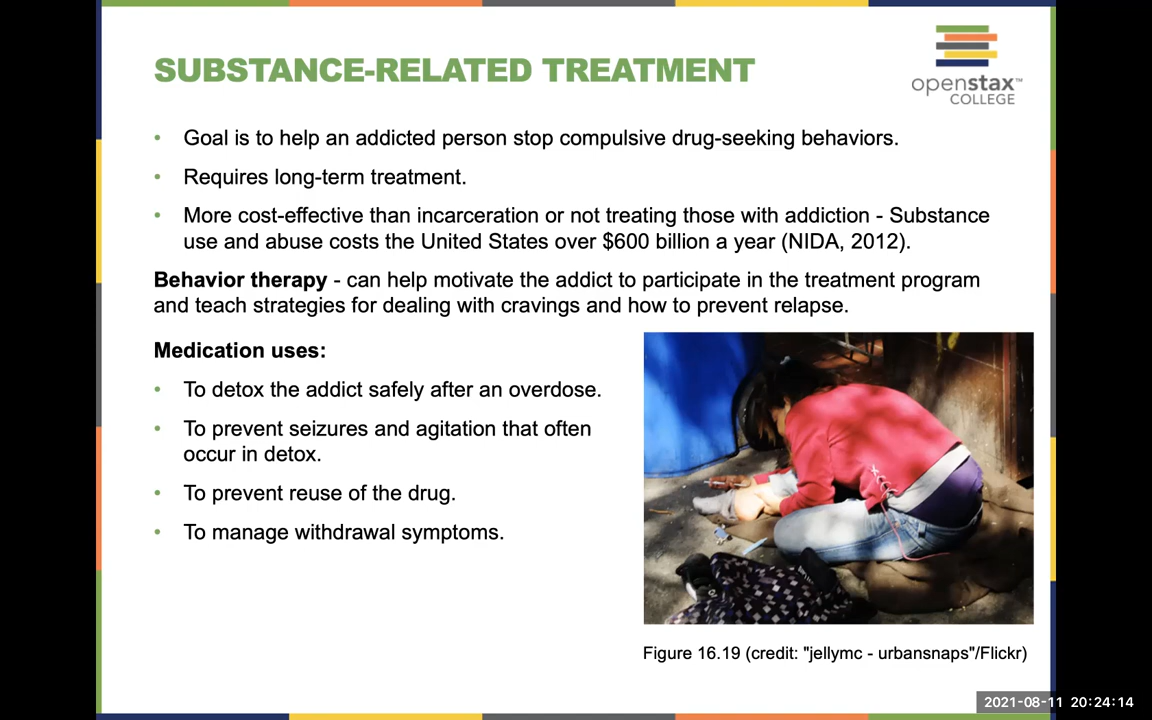 SUBSTANCE-RELATED TREATMENT
openstax™
COLLEGE
• Goal is to help an addicted person stop compulsive drug-seeking behaviors.
• Requires long-term treatment.
• More cost-effective than incarceration or not treating those with addiction - Substance
use and abuse costs the United States over $600 billion a year (NIDA, 2012).
Behavior therapy - can help motivate the addict to participate in the treatment program
and teach strategies for dealing with cravings and how to prevent relapse.
Medication uses:
• To detox the addict safely after an overdose.
• To prevent seizures and agitation that often
occur in detox.
• To prevent reuse of the drug.
• To manage withdrawal symptoms.
Figure 16.19 (credit: "jellymc - urbansnaps"/Flickr)
2021-08-11 20:24:14